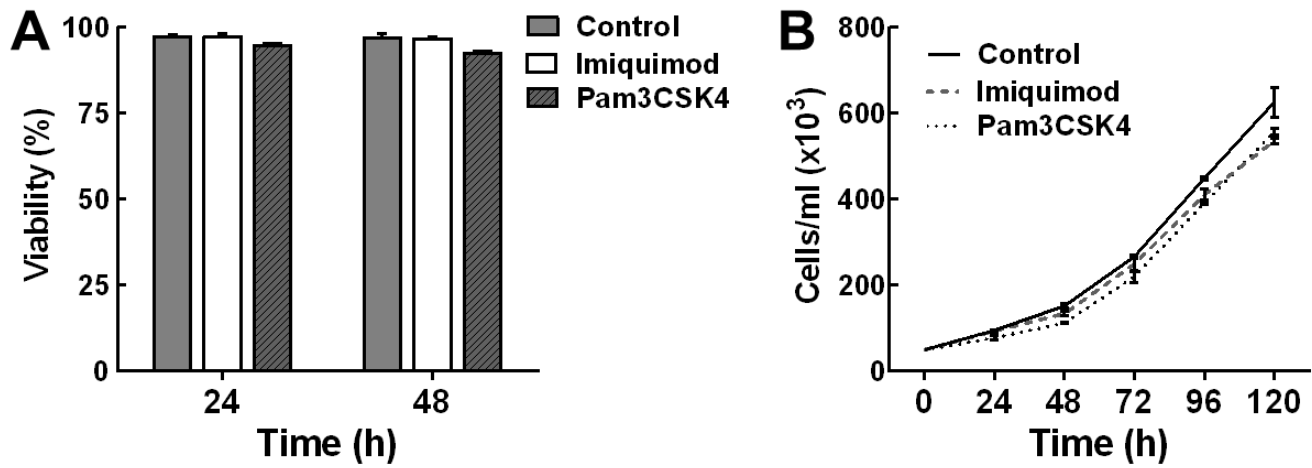 A
Viability (%)
100
75
50
25
0
24
48
Time (h)
Control
Imiquimod
Pam3CSK4
B
Cells/ml (x10³)
800
600
400
200
0
0 24 48 72 96 120
Time (h)
Control
Imiquimod
Pam3CSK4